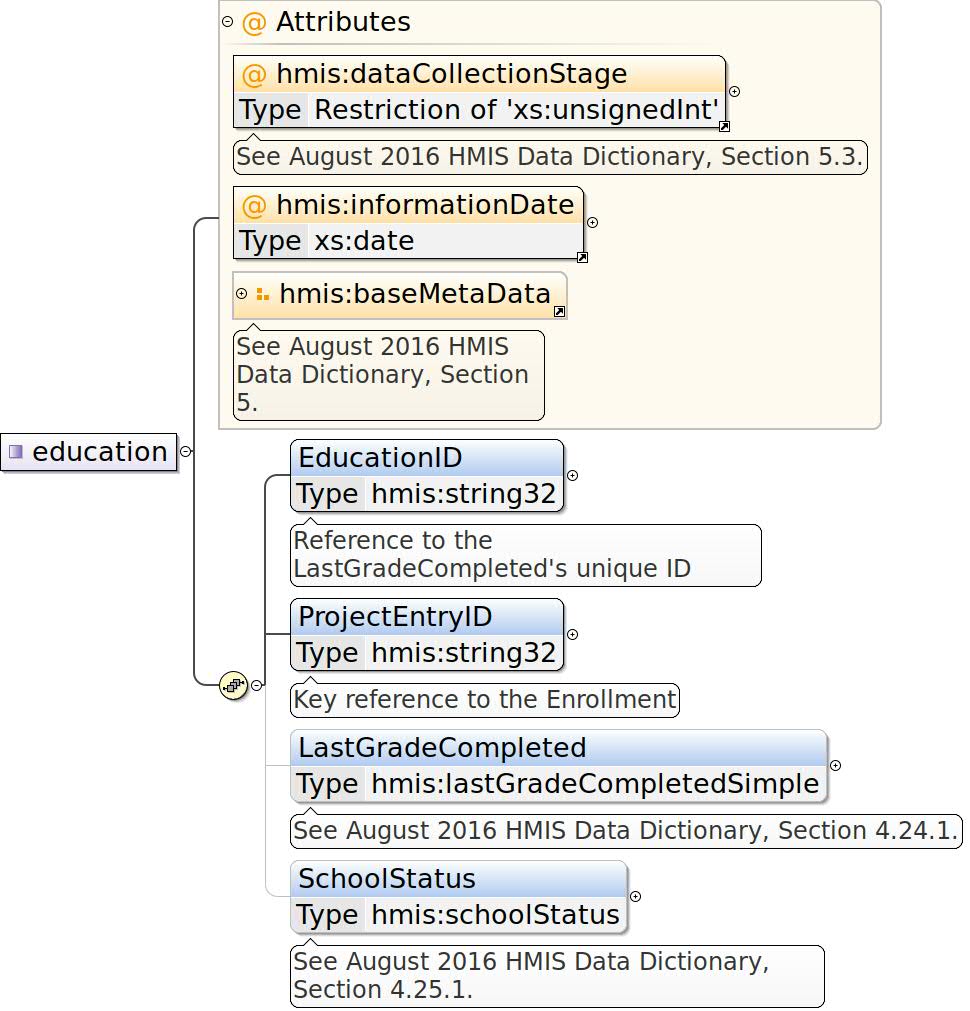 @ Attributes
@ hmis:dataCollectionStage
Type Restriction of 'xs:unsignedInt'
See August 2016 HMIS Data Dictionary, Section 5.3.
@ hmis:informationDate
Type xs:date
hmis:baseMetaData
See August 2016 HMIS
Data Dictionary, Section
5.
education
EducationID
Type hmis:string32
Reference to the
LastGradeCompleted's unique ID
ProjectEntryID
Type hmis:string32
Key reference to the Enrollment
LastGradeCompleted
Type hmis:lastGradeCompletedSimple
See August 2016 HMIS Data Dictionary, Section 4.24.1.
SchoolStatus
Type hmis:schoolStatus
See August 2016 HMIS Data Dictionary,
Section 4.25.1.